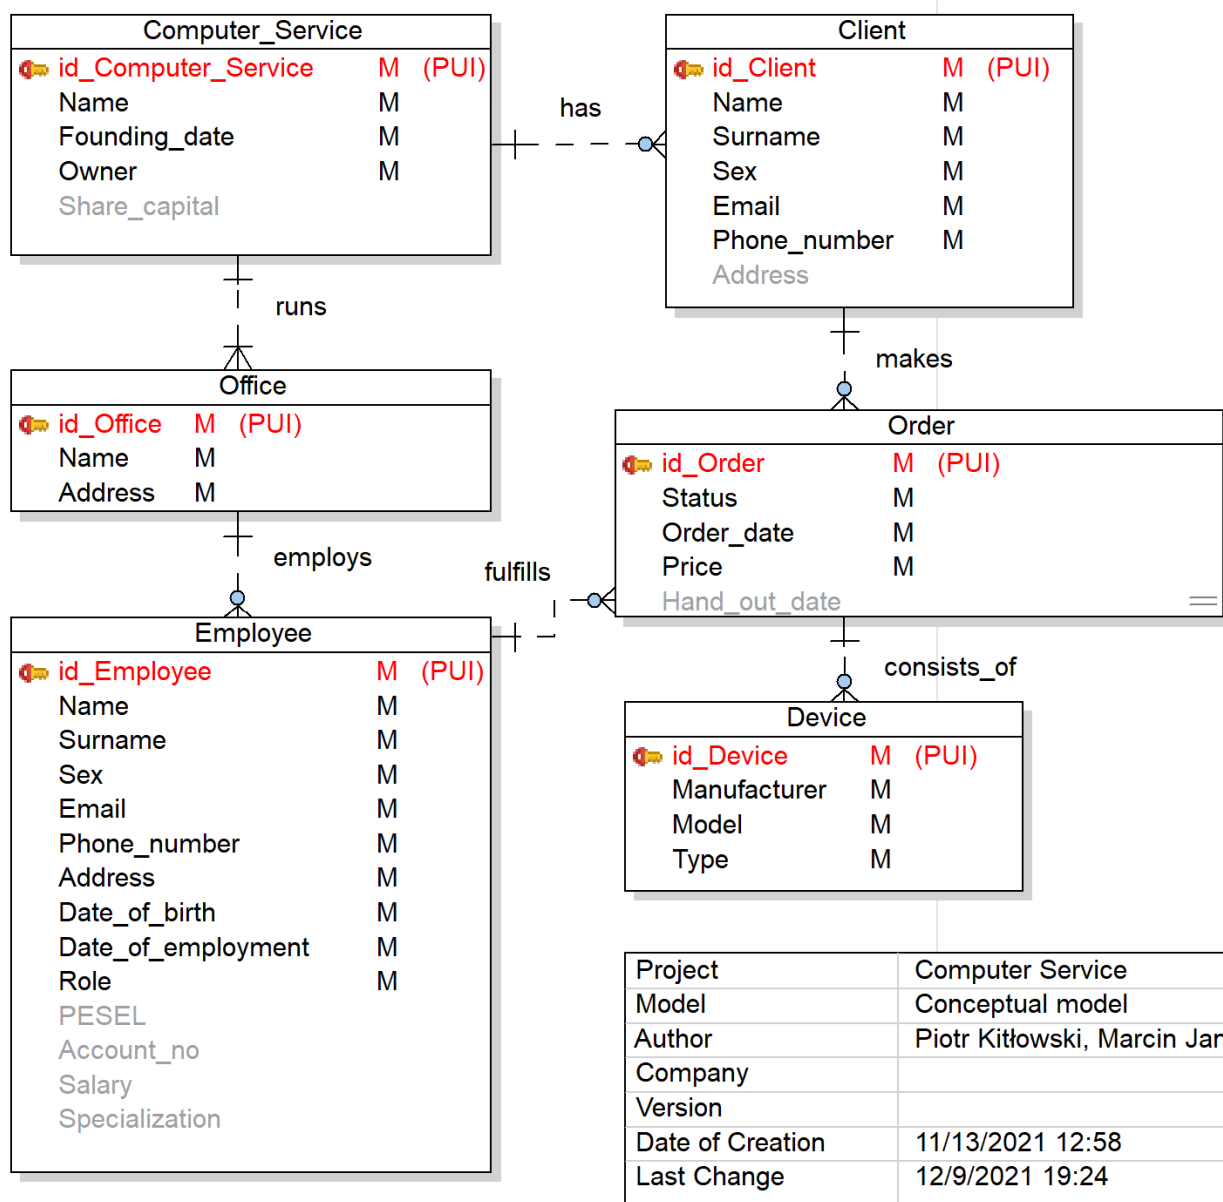 Computer_Service
id_Computer_Service M (PUI)
Name M
Founding_date M
Owner M
Share_capital
has
Client
id_Client M (PUI)
Name M
Surname M
Sex M
Email M
Phone_number M
Address
runs
makes
Office
id_Office M (PUI)
Name M
Address M
Order
id_Order M (PUI)
Status M
Order_date M
Price M
Hand_out_date
employs
fulfills
consists_of
Employee
id_Employee M (PUI)
Name M
Surname M
Sex M
Email M
Phone_number M
Address M
Date_of_birth M
Date_of_employment M
Role M
PESEL
Account_no
Salary
Specialization
Device
id_Device M (PUI)
Manufacturer M
Model M
Type M
Project Computer Service
Model Conceptual model
Author Piotr Kitłowski, Marcin
Company
Version
Date of Creation 11/13/2021 12:58
Last Change 12/9/2021 19:24